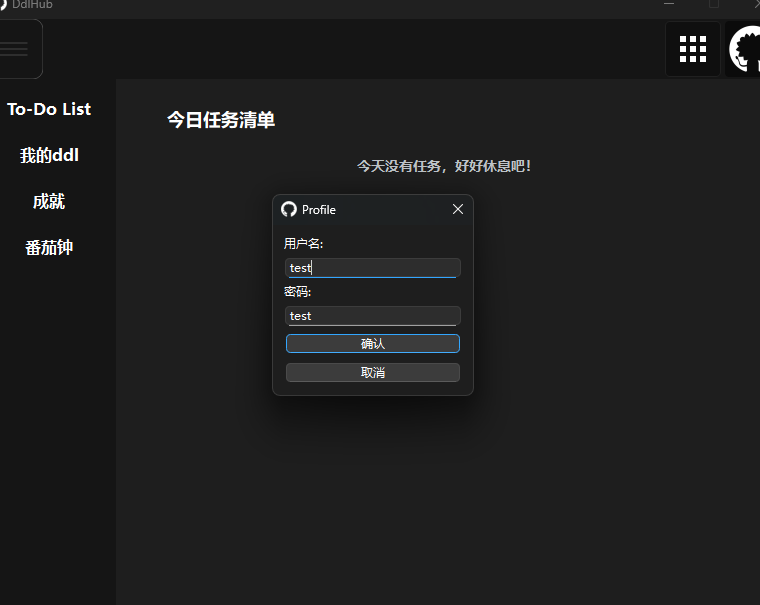 DdlHub
To-Do List
我的ddl
成就
番茄钟
今日任务清单
今天没有任务，好好休息吧！
Profile
用户名:
test
密码:
test
确认
取消